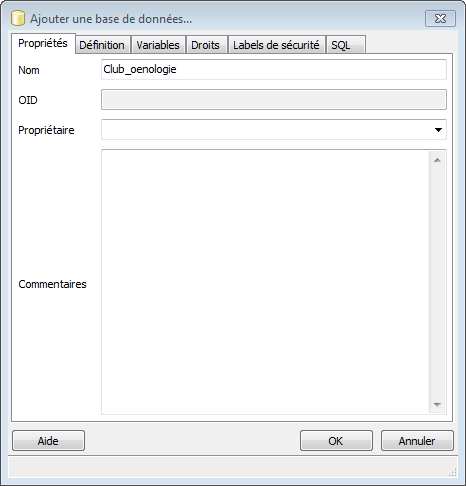 Ajouter une base de données...
Propriétés Définition Variables Droits Labels de sécurité SQL
Nom Club_oenologie
OID
Propriétaire
Commentaires
Aide OK Annuler